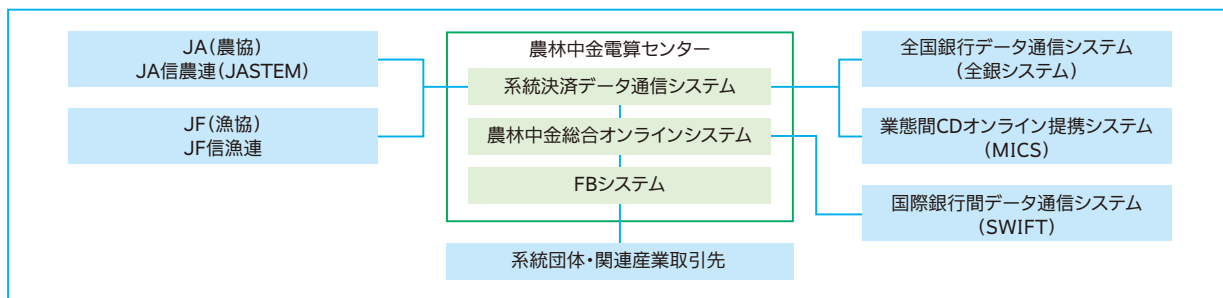 JA(農協)
JA信農連(JASTEM)
JF(漁協)
JF信漁連
農林中金電算センター
系統決済データ通信システム
農林中金総合オンラインシステム
FBシステム
系統団体・関連産業取引先
全国銀行データ通信システム
(全銀システム)
業態間CDオンライン提携システム
(MICS)
国際銀行間データ通信システム
(SWIFT)